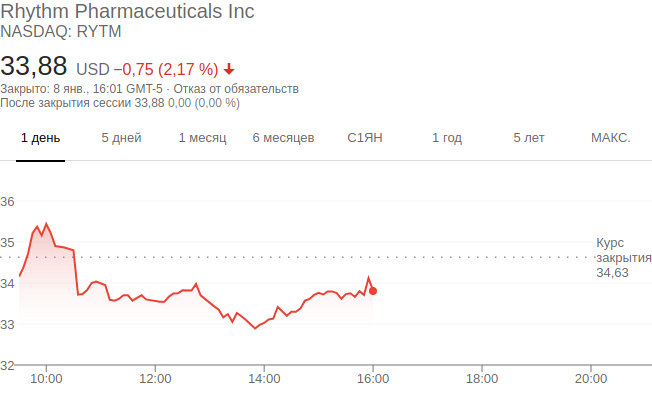 Rhythm Pharmaceuticals Inc
NASDAQ: RYTM
33,88 USD −0,75 (2,17 %)
Закрыто: 8 янв., 16:01 GMT-5 · Отказ от обязательств
После закрытия сессии 33,88 0,00 (0,00 %)
1 день 5 дней 1 месяц 6 месяцев С1ЯН 1 год 5 лет МАКС.
36
35
34
33
32
Курс
закрытия
34,63
10:00 12:00 14:00 16:00 18:00 20:00